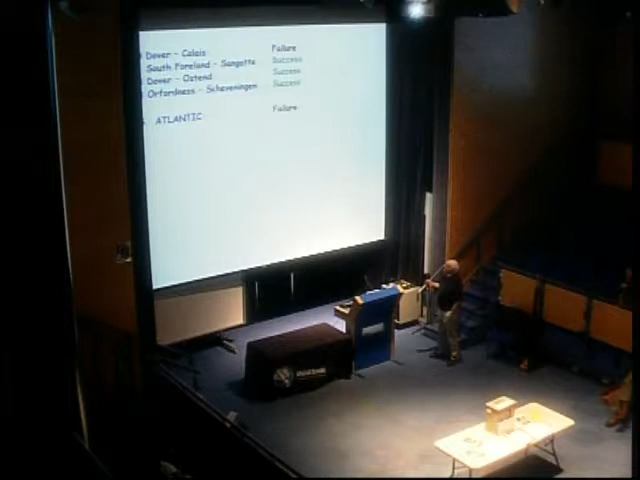 Dover - Calais Failure
South Foreland - Sangatte Success
Dover - Ostend Success
Orfordness - Scheveningen Success
ATLANTIC Failure